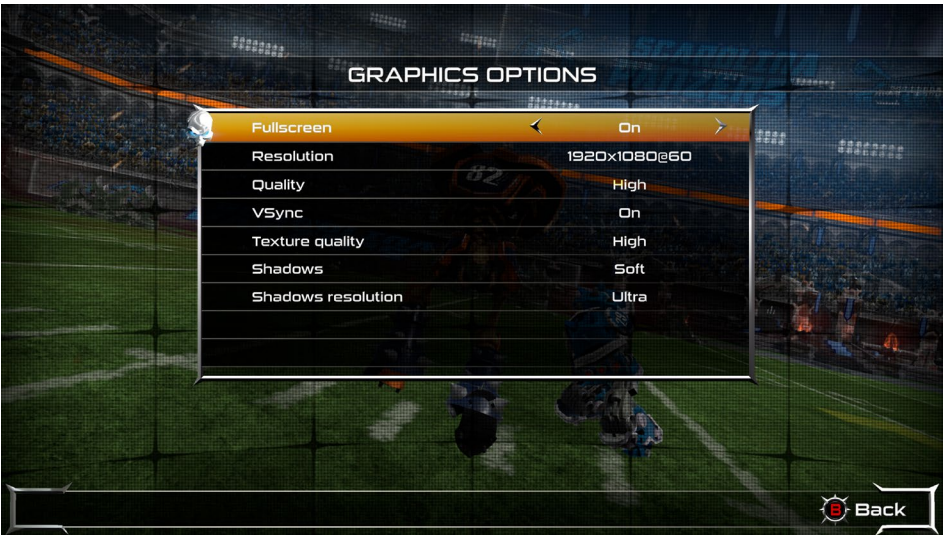 GRAPHICS OPTIONS
Fullscreen On
Resolution 1920x1080@60
Quality High
VSync On
Texture quality High
Shadows Soft
Shadows resolution Ultra
82
B Back